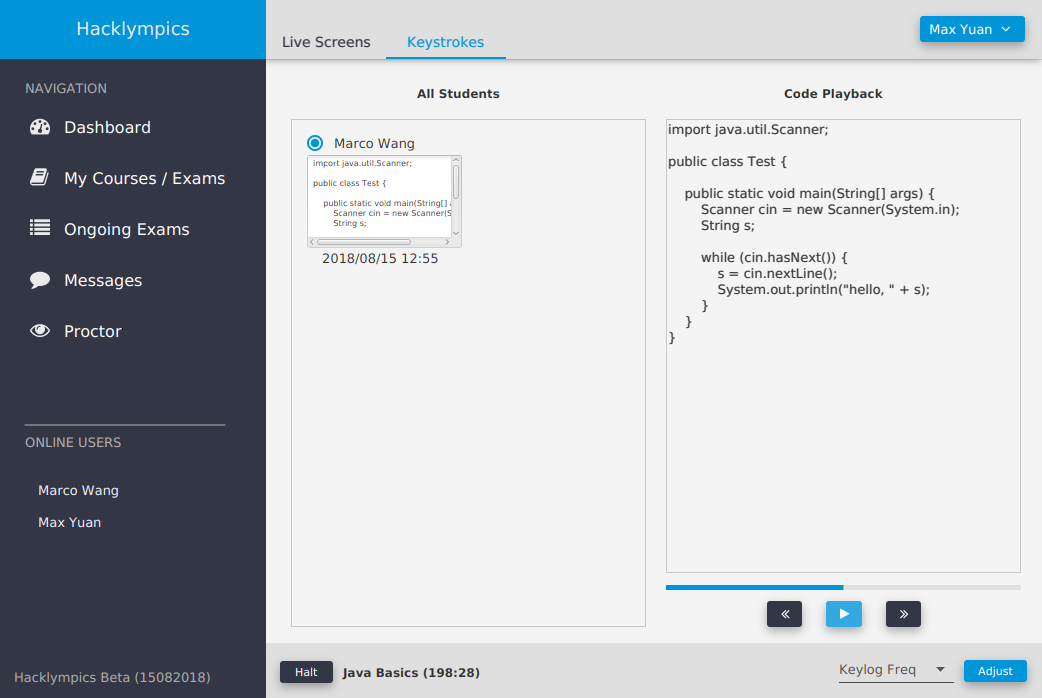 Hacklympics
Live Screens
Keystrokes
Max Yuan
NAVIGATION
Dashboard
My Courses / Exams
Ongoing Exams
Messages
Proctor
ONLINE USERS
Marco Wang
Max Yuan
Hacklympics Beta (15082018)
All Students
Marco Wang
import java.util.Scanner;
public class Test {
public static void main(String[]
Scanner cin = new Scanner(S
String s;
2018/08/15 12:55
Code Playback
import java.util.Scanner;
public class Test {
public static void main(String[] args) {
Scanner cin = new Scanner(System.in);
String s;
while (cin.hasNext()) {
s = cin.nextLine();
System.out.println("hello, " + s);
}
}
}
Halt
Java Basics (198:28)
Keylog Freq
Adjust